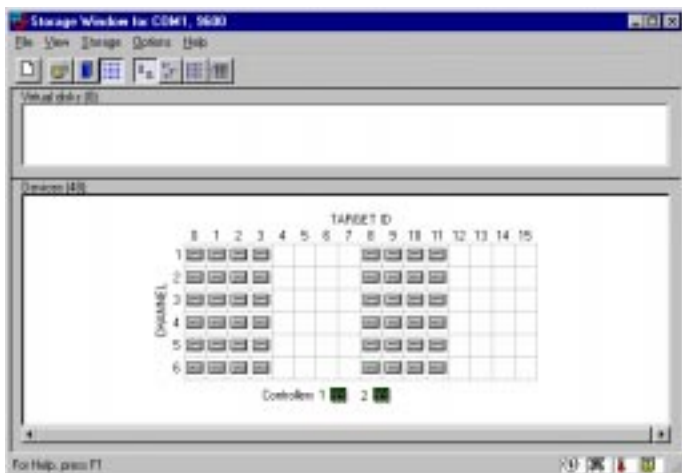 Storage Window for COM1, 9600
File View Storage Options Help
Virtual disks (0)
Devices (48)
TARGET ID
0 1 2 3 4 5 6 7 8 9 10 11 12 13 14 15
CHANNEL
1
2
3
4
5
6
Controllers 1 2
For Help, press F1